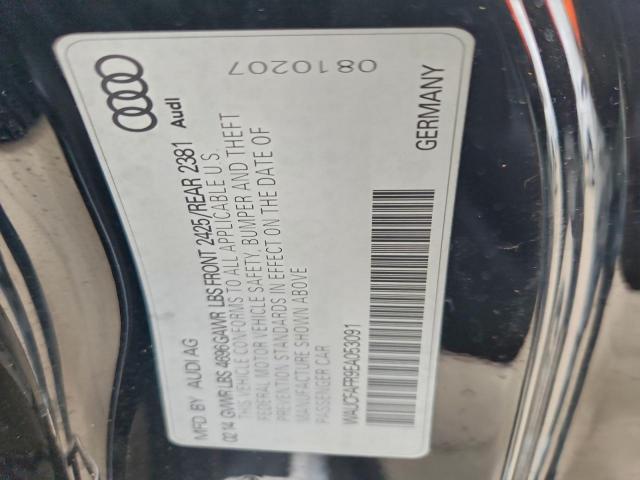 MFD BY AUDI AG
02 14 GVWR LBS 4696 GAWR LBS FRONT 2425/REAR 2381 Audi
THIS VEHICLE CONFORMS TO ALL APPLICABLE U.S.
FEDERAL MOTOR VEHICLE SAFETY, BUMPER AND THEFT
PREVENTION STANDARDS IN EFFECT ON THE DATE OF
MANUFACTURE SHOWN ABOVE
PASSENGER CAR
0810207
WAUCFAFR9EA053091
GERMANY